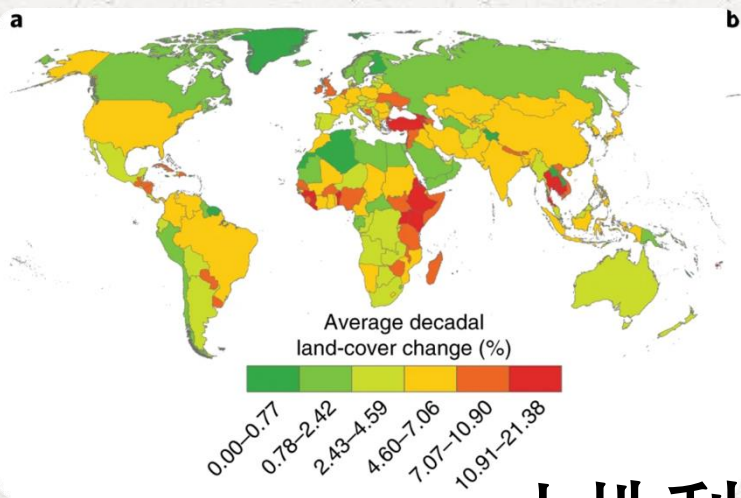 a
b
Average decadal
land-cover change (%)
0.00–0.77
0.78–2.42
2.43–4.59
4.60–7.06
7.07–10.90
10.91–21.38